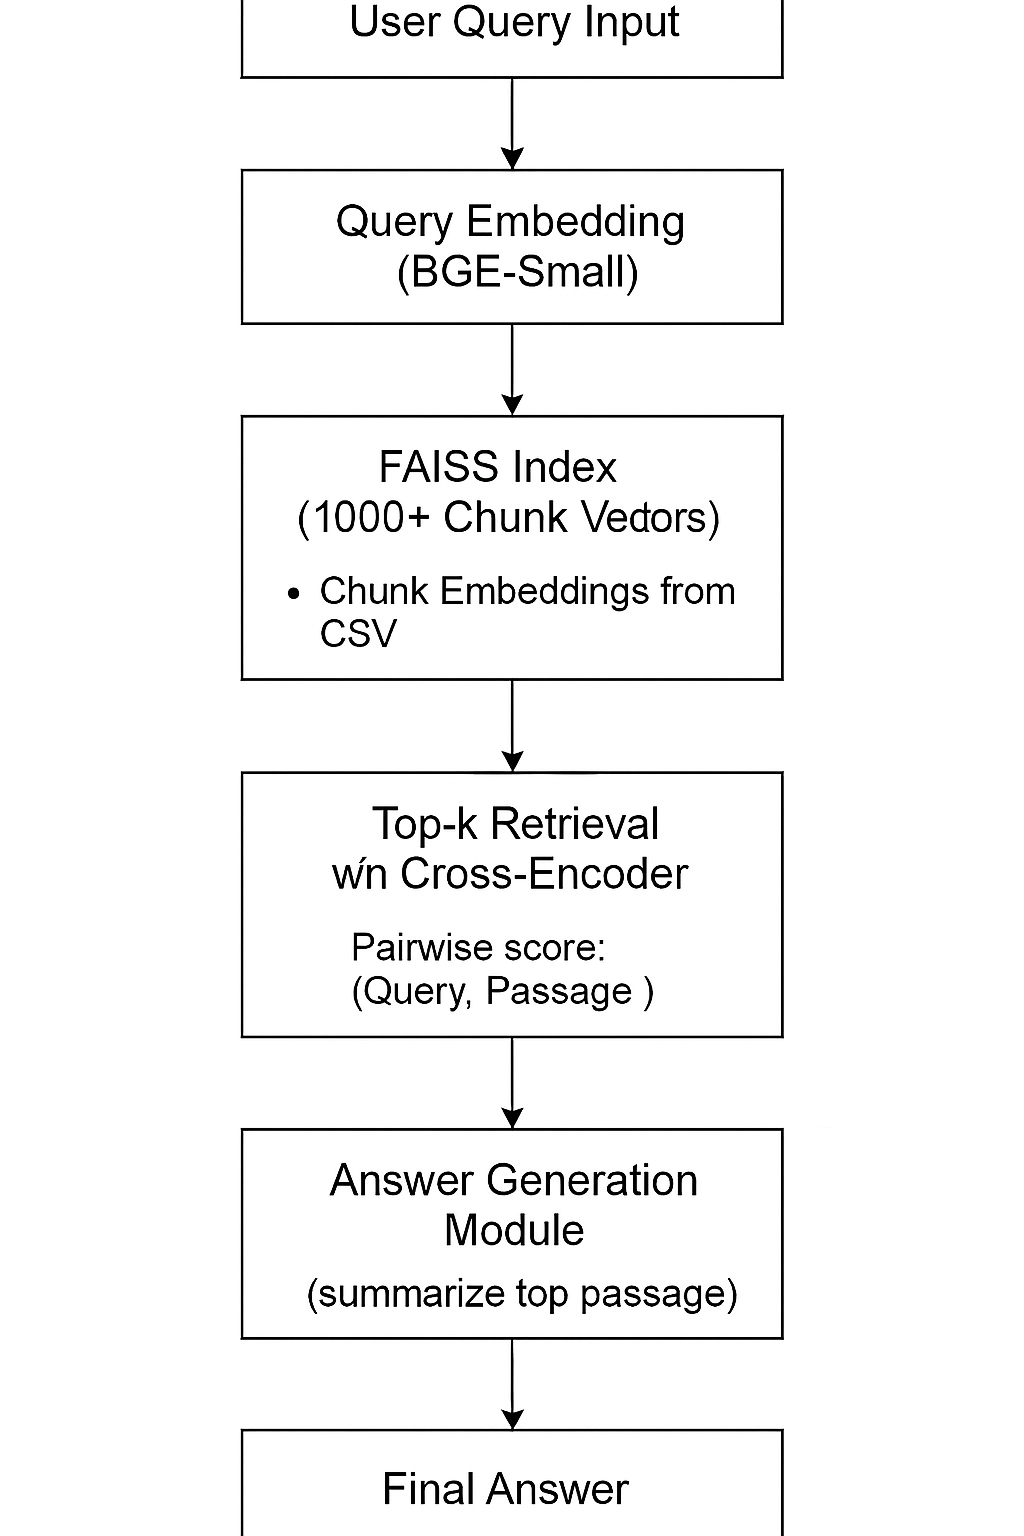 User Query Input
Query Embedding
(BGE-Small)
FAISS Index
(1000+ Chunk Vedors)
• Chunk Embeddings from
CSV
Top-k Retrieval
wín Cross-Encoder
Pairwise score:
(Query, Passage )
Answer Generation
Module
(summarize top passage)
Final Answer